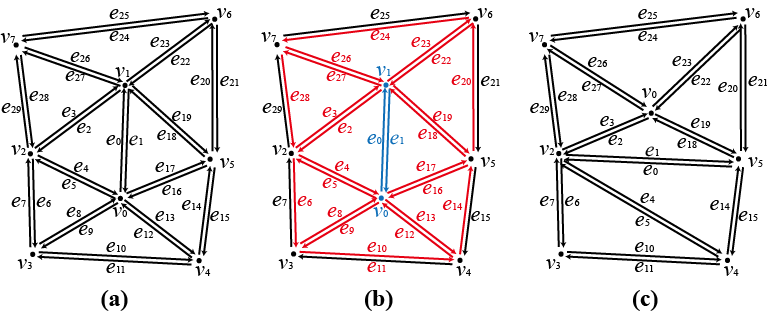 e25 v6
e24
v7 e23
e26 e22
e27 v1 e20 e21
e28
e29 e3 e19
e2 e0 e1 e18
v2 e4 e17 v5
e5 e16
e7 e6 v0 e14
e8 e13 e15
e9 e12
e10
v3 e11 v4
(a)
e25 v6
e24
v7 e23
e26 e22
e27 v1 e20 e21
e28
e29 e3 e19
e2 e0 e1 e18
v2 e4 e17 v5
e5 e16
e7 e6 v0 e14
e8 e13 e15
e9 e12
e10
v3 e11 v4
(b)
e25 v6
e24
v7 e23
e26 e22
e27 v0 e20 e21
e28
e29 e3 e19
e2 e18
v2 e1 v5
e0
e7 e6 e4 e14
e5 e15
e10
v3 e11 v4
(c)